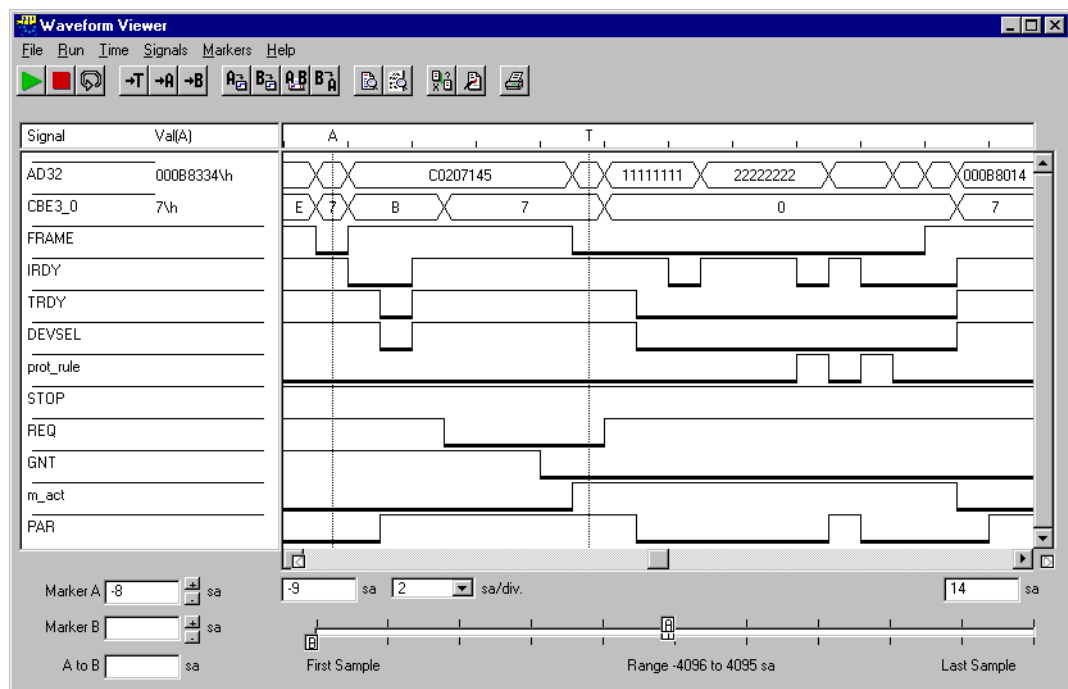 Waveform Viewer
File Run Time Signals Markers Help
→T →A →B A B A.B B A
Signal Val(A) A T
AD32 000B8334\h C0207145 11111111 22222222 000B8014
CBE3_0 7\h E 7 B 7 0 7
FRAME
IRDY
TRDY
DEVSEL
prot_rule
STOP
REQ
GNT
m_act
PAR
Marker A -8 + - sa -9 sa 2 sa/div. 14 sa
Marker B + - sa A
B
A to B sa First Sample Range -4096 to 4095 sa Last Sample